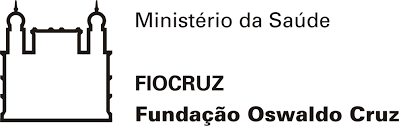 Ministério da Saúde
FIOCRUZ
Fundação Oswaldo Cruz